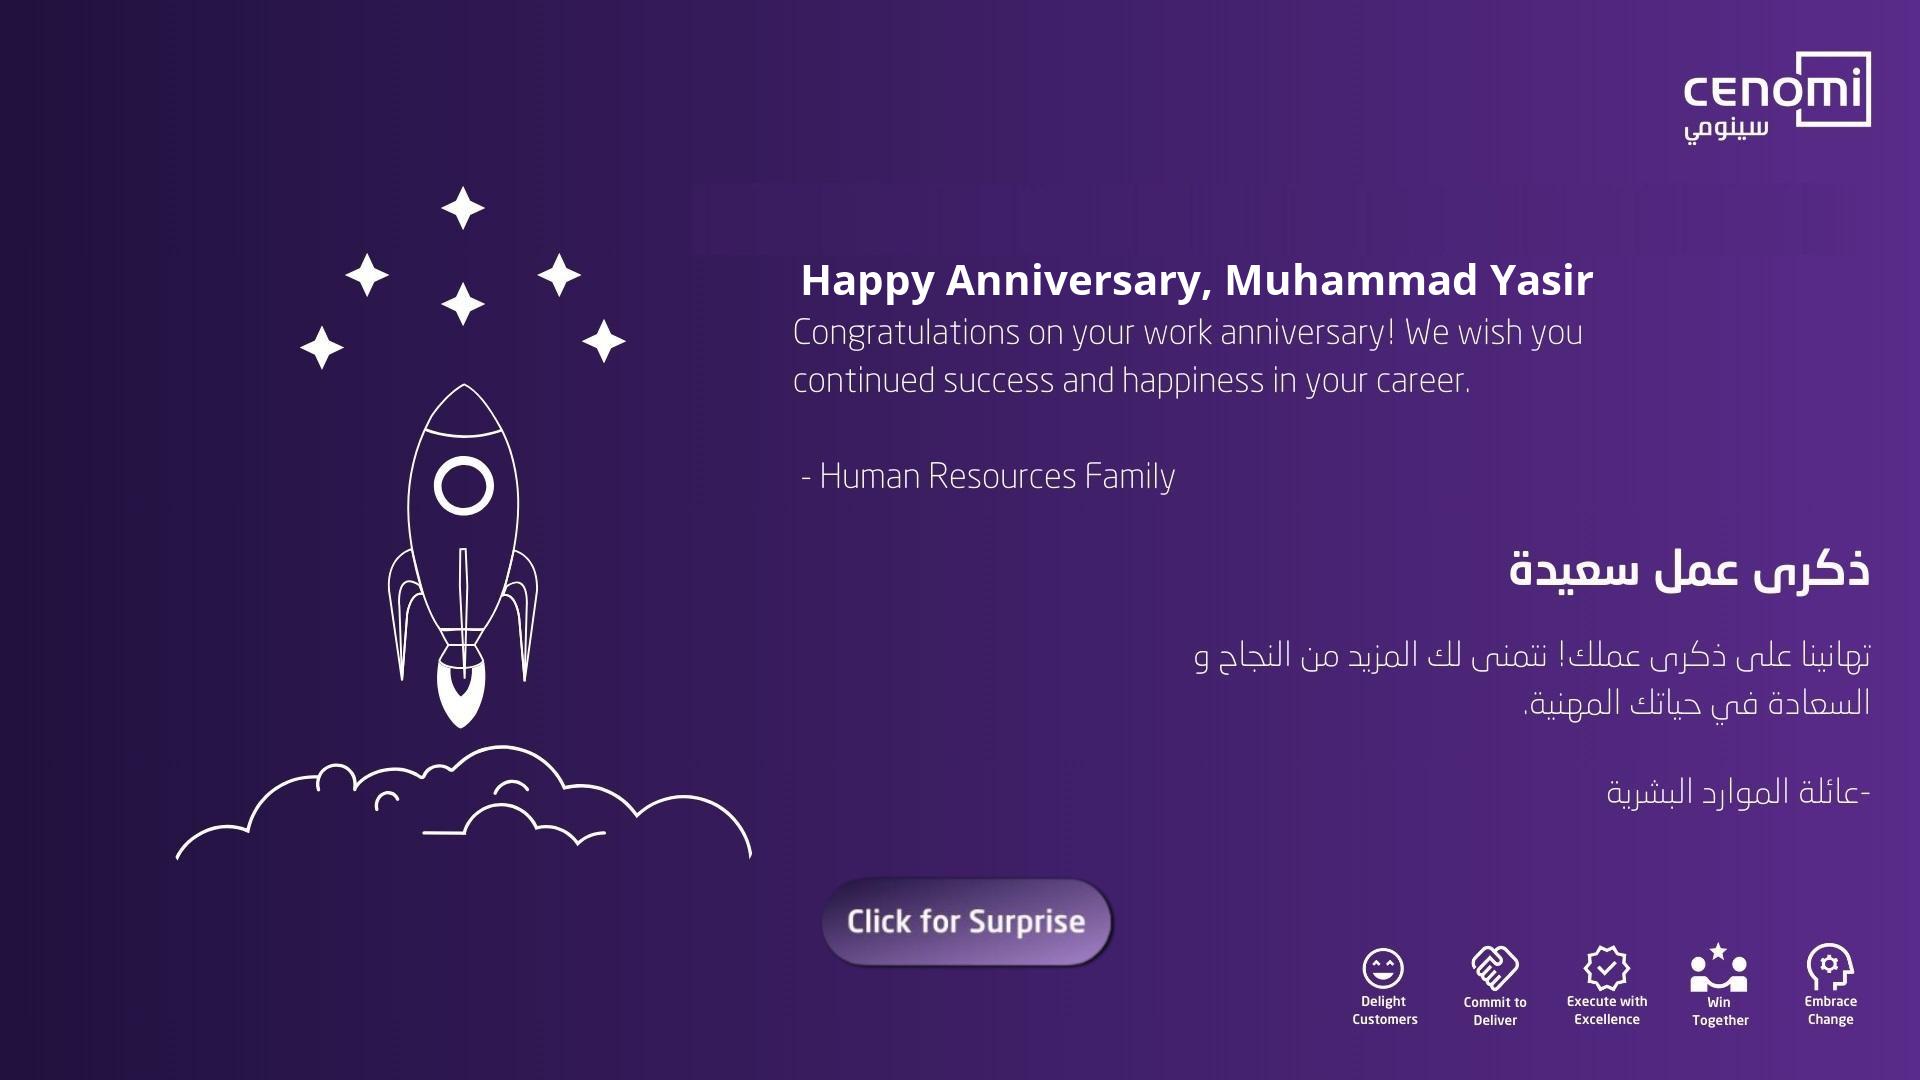 CENOMI
سينومي
Happy Anniversary, Muhammad Yasir
Congratulations on your work anniversary! We wish you
continued success and happiness in your career.
- Human Resources Family
ذكرى عمل سعيدة
تهانينا على ذكرى عملك! نتمنى لك المزيد من النجاح و
السعادة في حياتك المهنية.
-عائلة الموارد البشرية
Click for Surprise
Delight
Customers
Commit to
Deliver
Execute with
Excellence
Win
Together
Embrace
Change